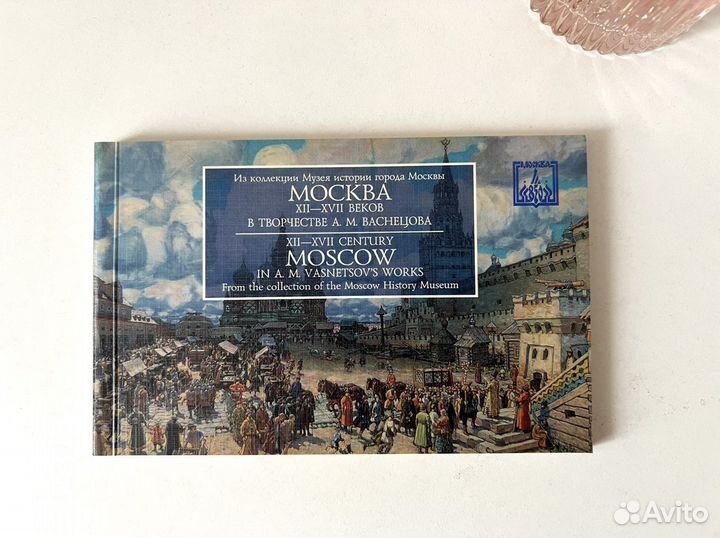 Из коллекции Музея истории города Москвы
МОСКВА
XII—XVII ВЕКОВ
В ТВОРЧЕСТВЕ А. М. ВАСНЕЦОВА
XII—XVII CENTURY
MOSCOW
IN A. M. VASNETSOV'S WORKS
From the collection of the Moscow History Museum
МОСКВА
Avito